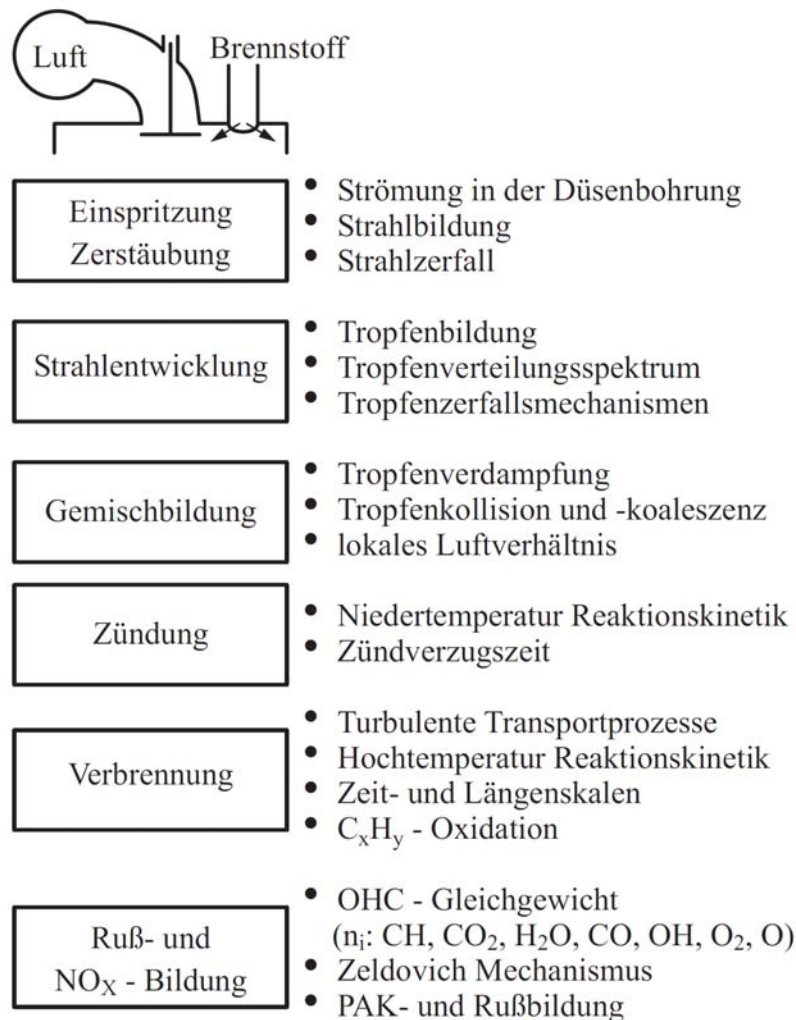 Luft
Brennstoff
Einspritzung
Zerstäubung
• Strömung in der Düsenbohrung
• Strahlbildung
• Strahlzerfall
Strahlentwicklung
• Tropfenbildung
• Tropfenverteilungsspektrum
• Tropfenzerfallsmechanismen
Gemischbildung
• Tropfenverdampfung
• Tropfenkollision und -koaleszenz
• lokales Luftverhältnis
Zündung
• Niedertemperatur Reaktionskinetik
• Zündverzugszeit
Verbrennung
• Turbulente Transportprozesse
• Hochtemperatur Reaktionskinetik
• Zeit- und Längenskalen
• CₓHᵧ - Oxidation
Ruß- und
NOX - Bildung
• OHC - Gleichgewicht
(nᵢ: CH, CO₂, H₂O, CO, OH, O₂, O)
• Zeldovich Mechanismus
• PAK- und Rußbildung